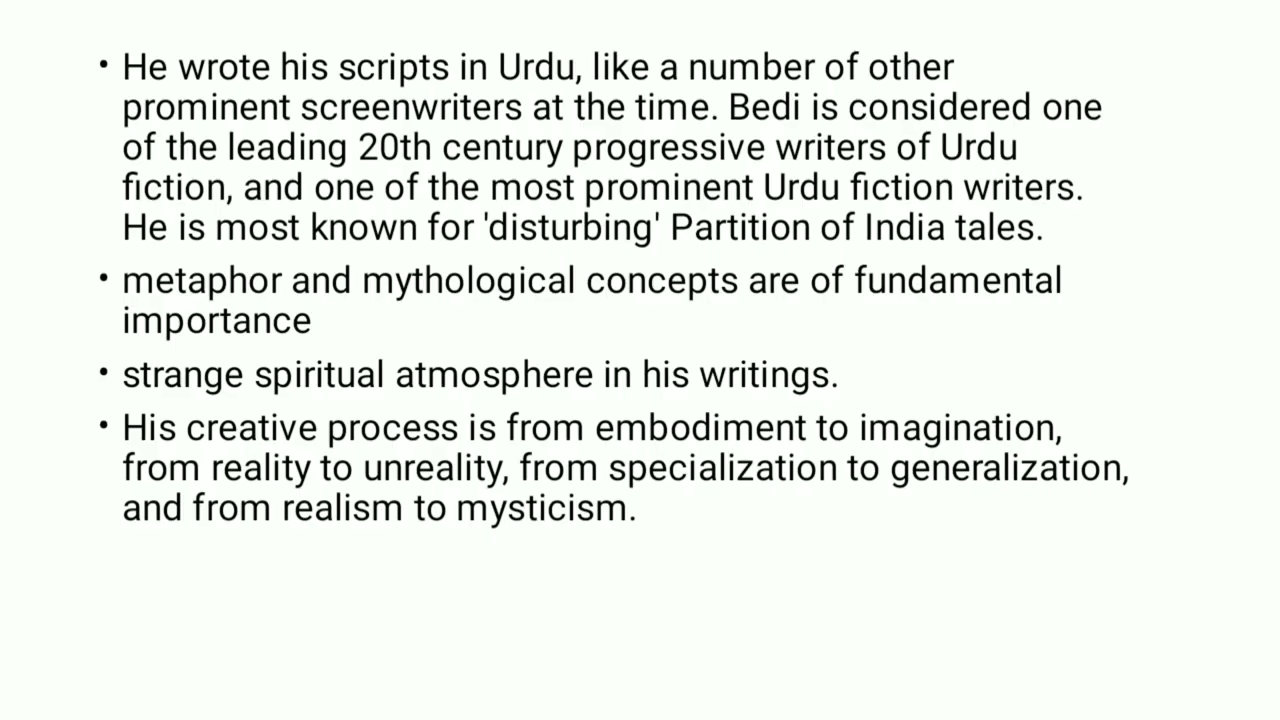 • He wrote his scripts in Urdu, like a number of other
prominent screenwriters at the time. Bedi is considered one
of the leading 20th century progressive writers of Urdu
fiction, and one of the most prominent Urdu fiction writers.
He is most known for 'disturbing' Partition of India tales.
• metaphor and mythological concepts are of fundamental
importance
• strange spiritual atmosphere in his writings.
• His creative process is from embodiment to imagination,
from reality to unreality, from specialization to generalization,
and from realism to mysticism.